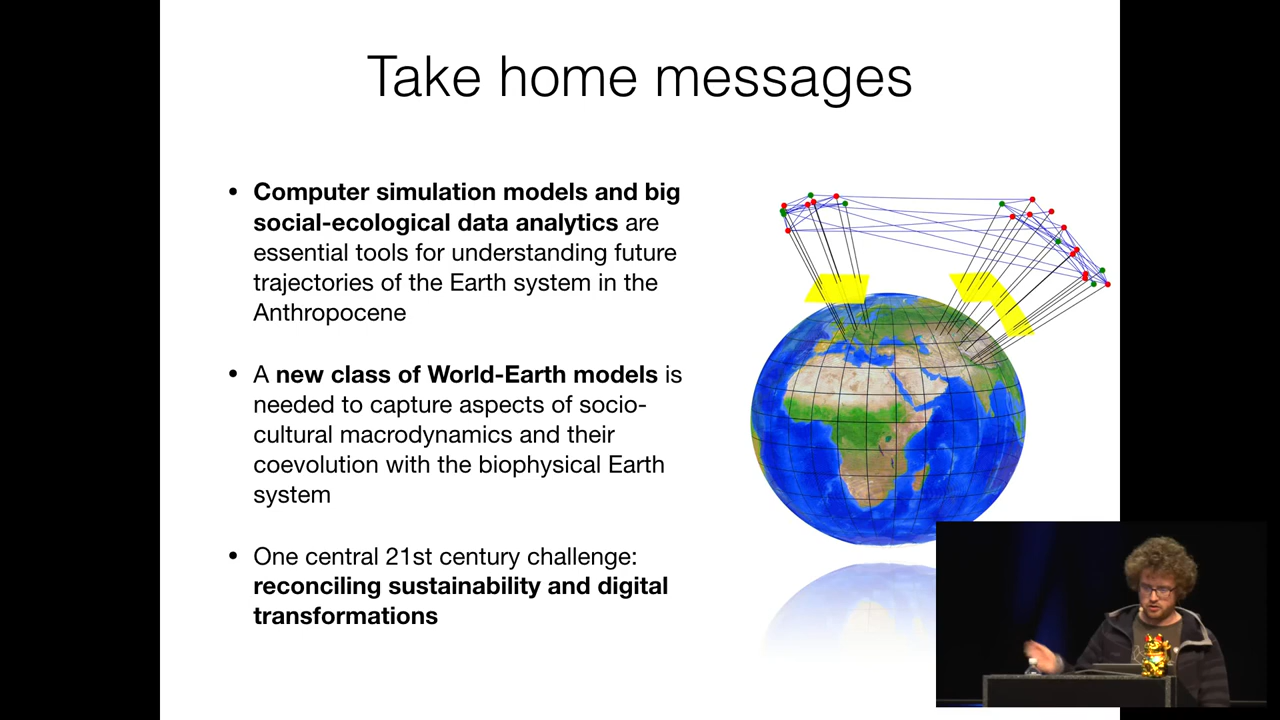 Take home messages
• Computer simulation models and big
social-ecological data analytics are
essential tools for understanding future
trajectories of the Earth system in the
Anthropocene
• A new class of World-Earth models is
needed to capture aspects of socio-
cultural macrodynamics and their
coevolution with the biophysical Earth
system
• One central 21st century challenge:
reconciling sustainability and digital
transformations